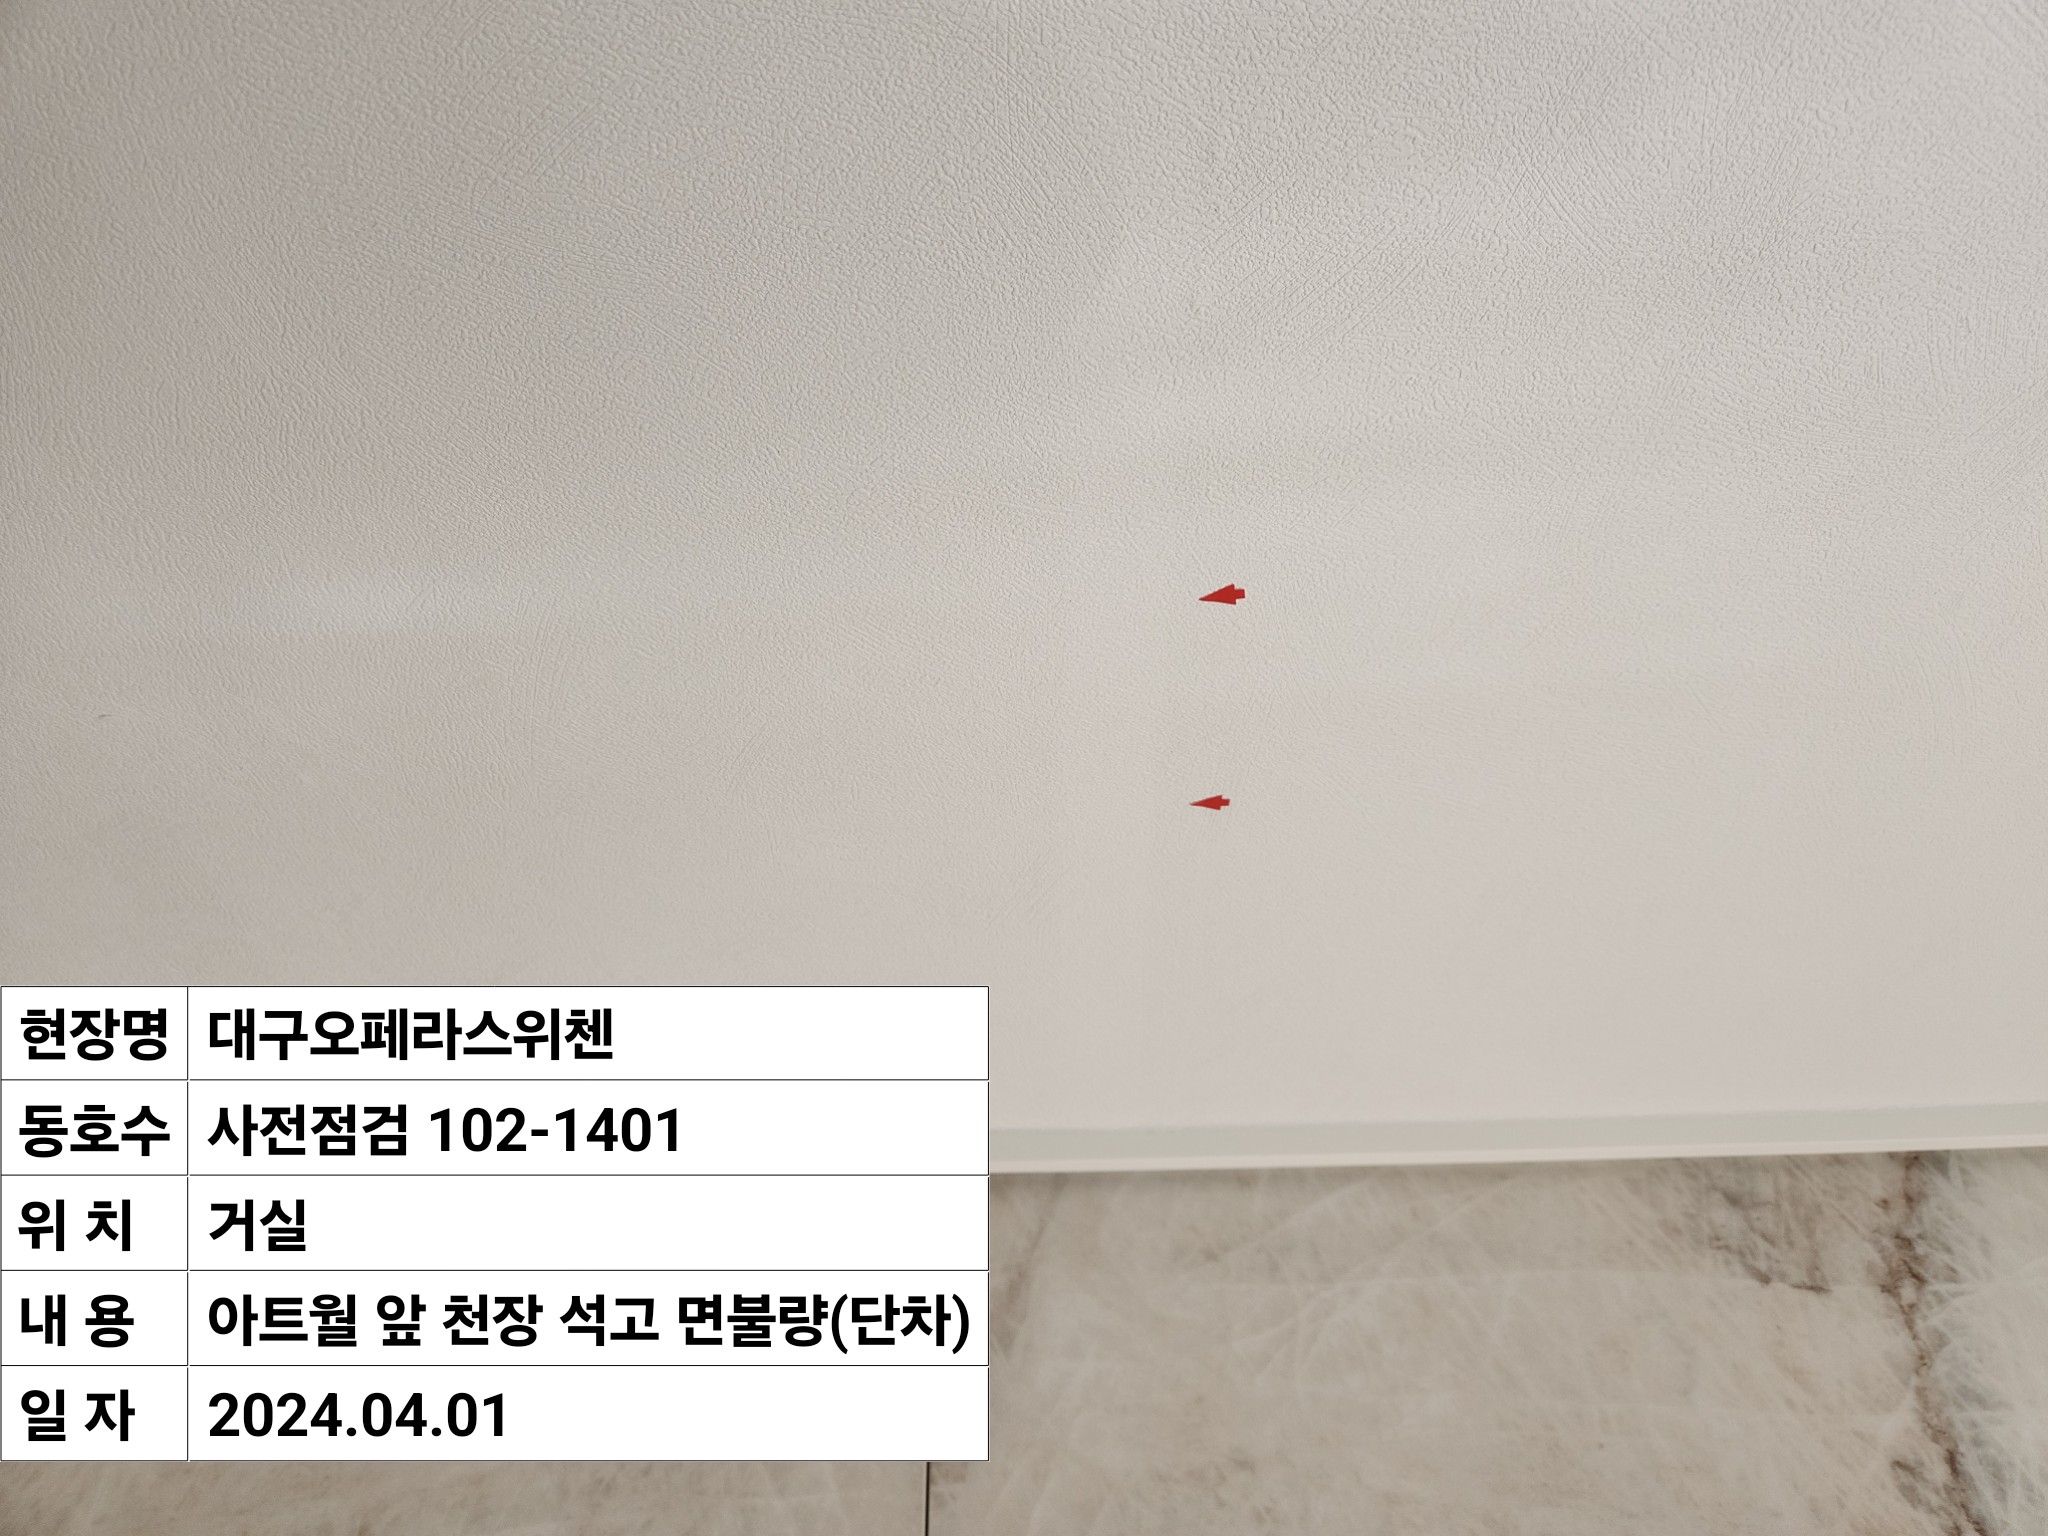 현장명 대구오페라스위첸
동호수 사전점검 102-1401
위 치 거실
내 용 아트월 앞 천장 석고 면불량(단차)
일 자 2024.04.01